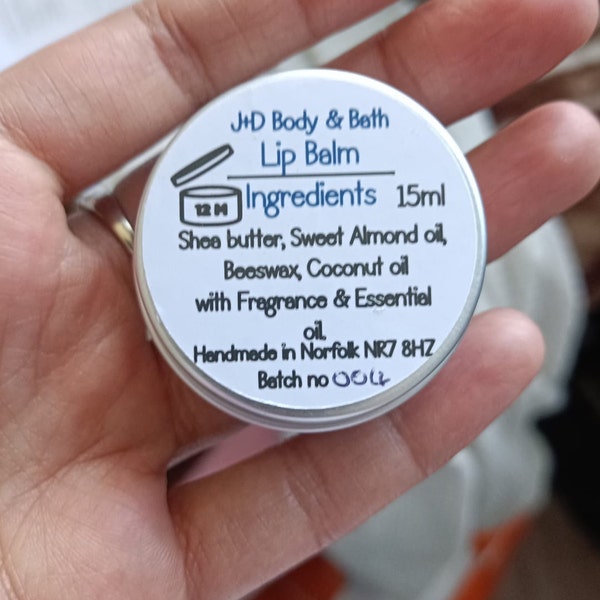 J+D Body & Bath
Lip Balm
12 M
Ingredients 15ml
Shea butter, Sweet Almond oil,
Beeswax, Coconut oil
with Fragrance & Essential
oil.
Handmade in Norfolk NR7 8HZ
Batch no 004